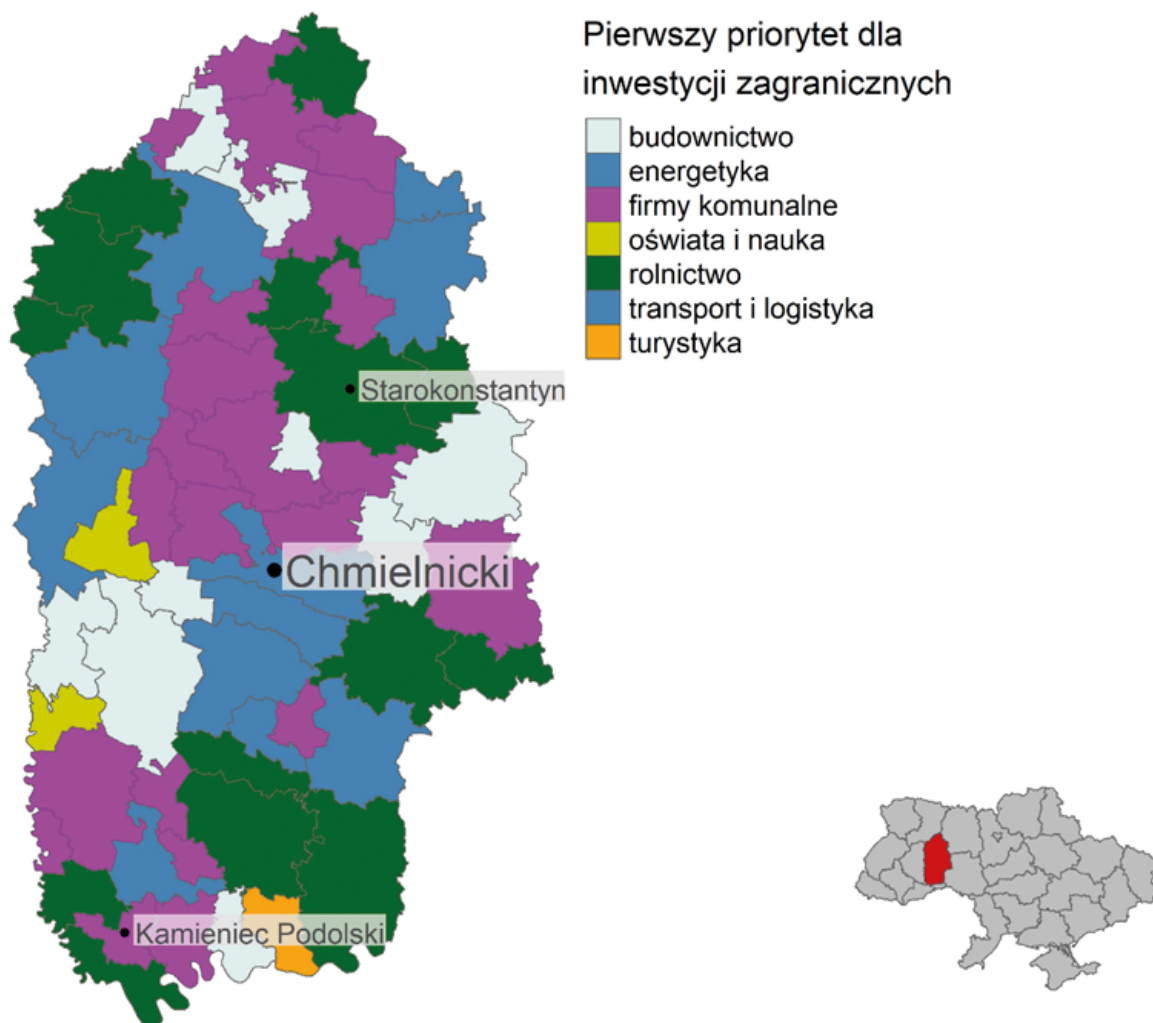 Pierwszy priorytet dla
inwestycji zagranicznych
budownictwo
energetyka
firmy komunalne
oświata i nauka
rolnictwo
transport i logistyka
turystyka
Starokonstantyn
Chmielnicki
Kamieniec Podolski